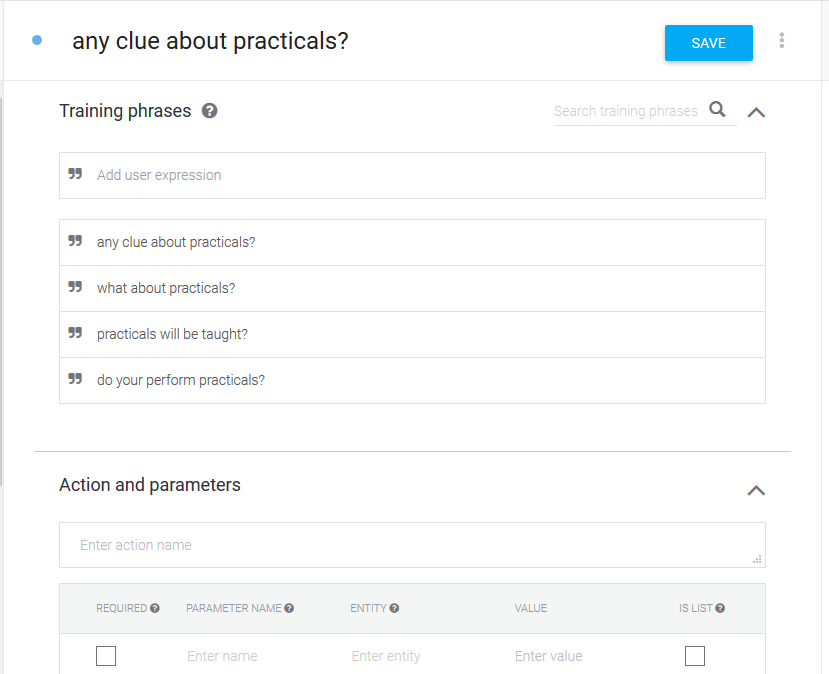 any clue about practicals?
SAVE
Training phrases
Search training phrases
Add user expression
any clue about practicals?
what about practicals?
practicals will be taught?
do your perform practicals?
Action and parameters
Enter action name
REQUIRED PARAMETER NAME ENTITY VALUE IS LIST
Enter name Enter entity Enter value